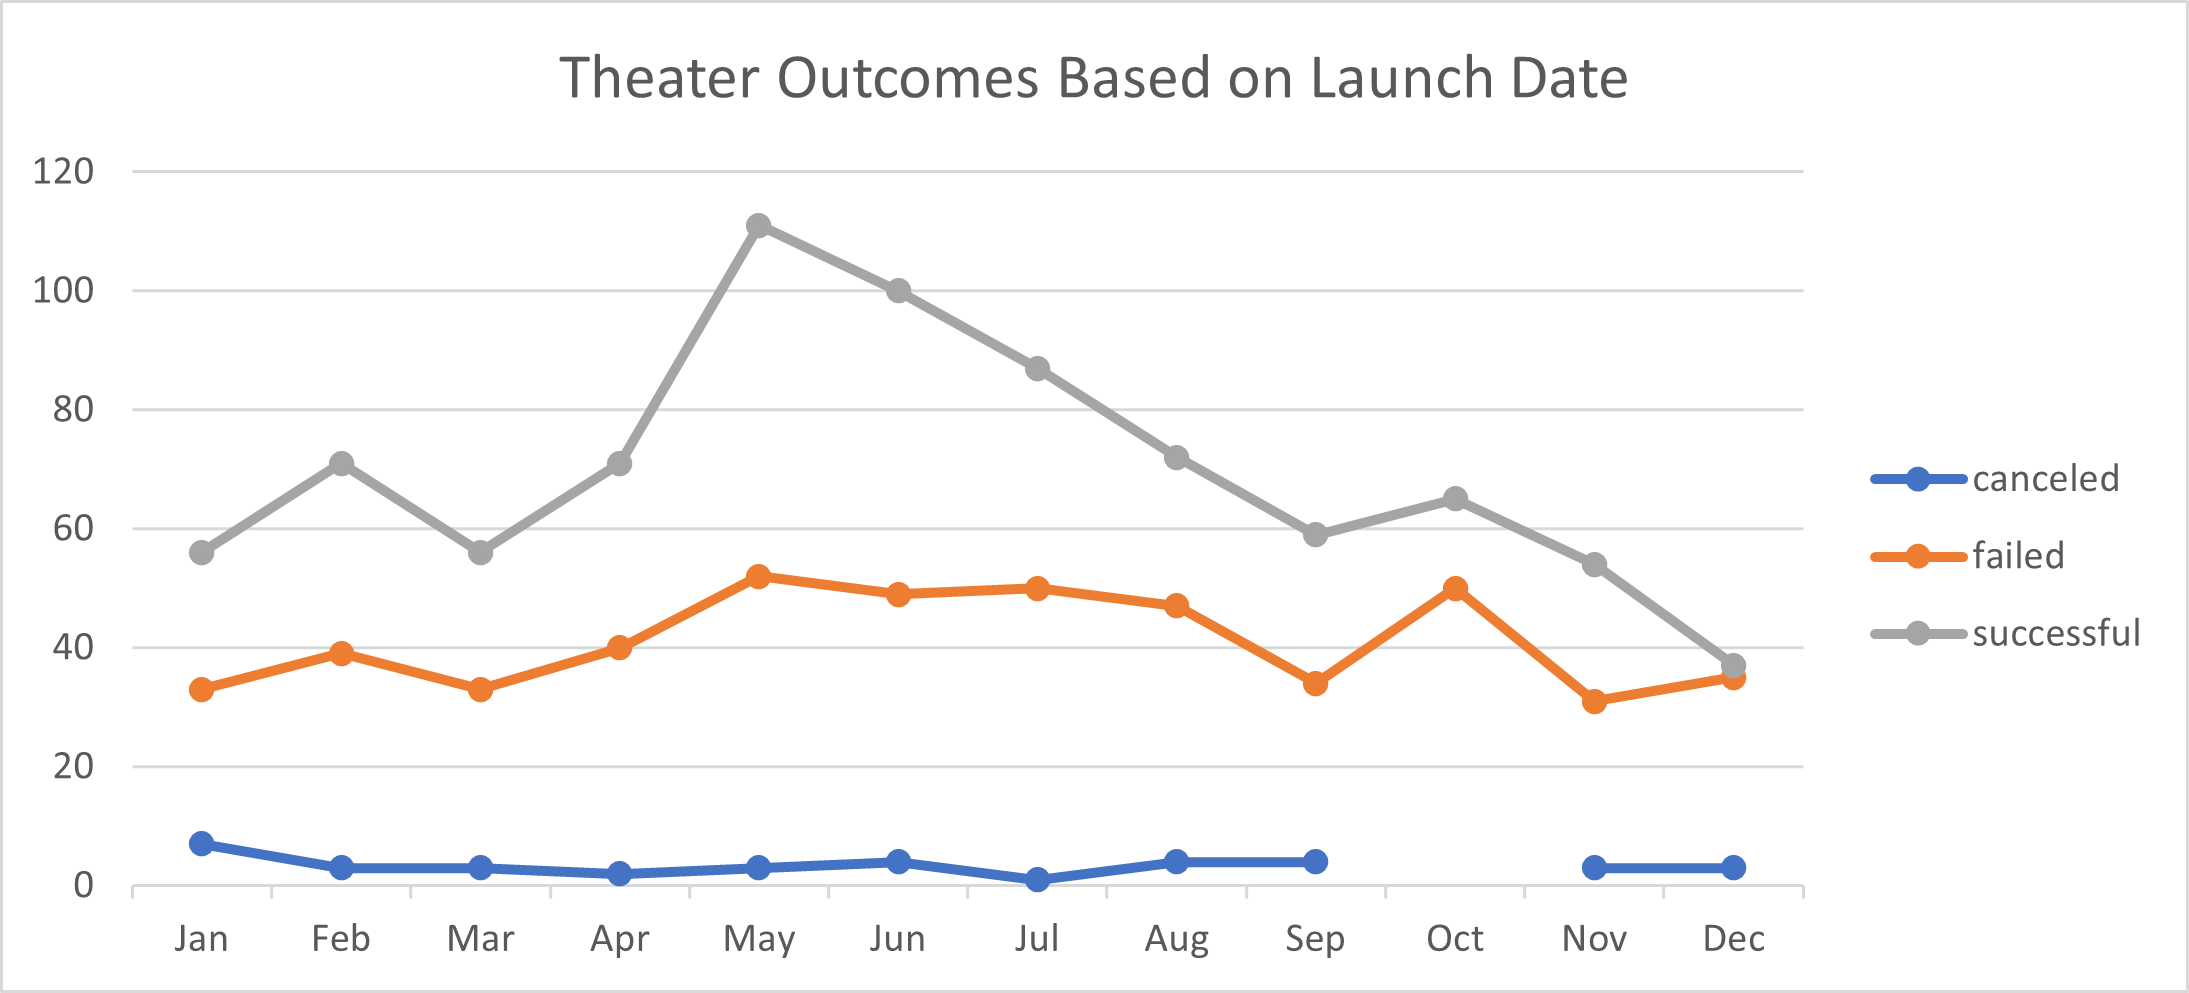 Theater Outcomes Based on Launch Date
120
100
80
60
40
20
0
Jan Feb Mar Apr May Jun Jul Aug Sep Oct Nov Dec
canceled
failed
successful